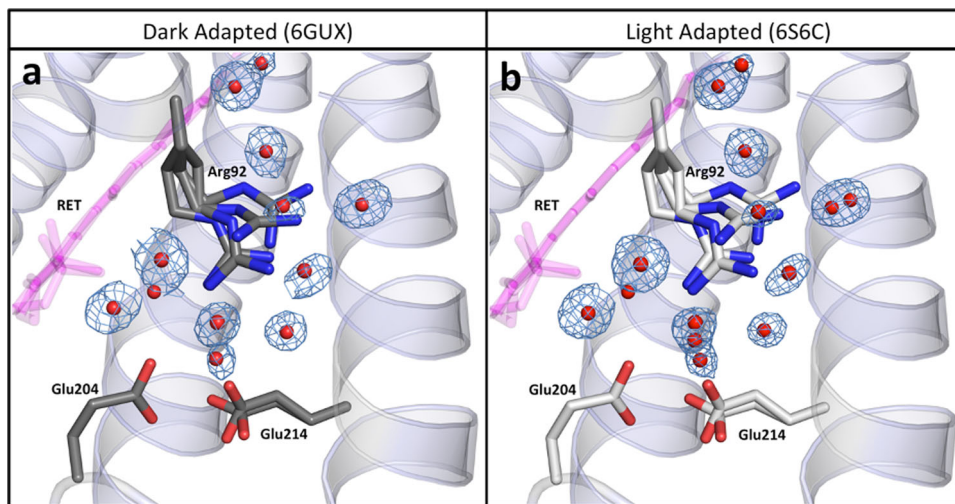 Dark Adapted (6GUX)
Light Adapted (6S6C)
a
Arg92
RET
Glu204
Glu214
b
Arg92
RET
Glu204
Glu214